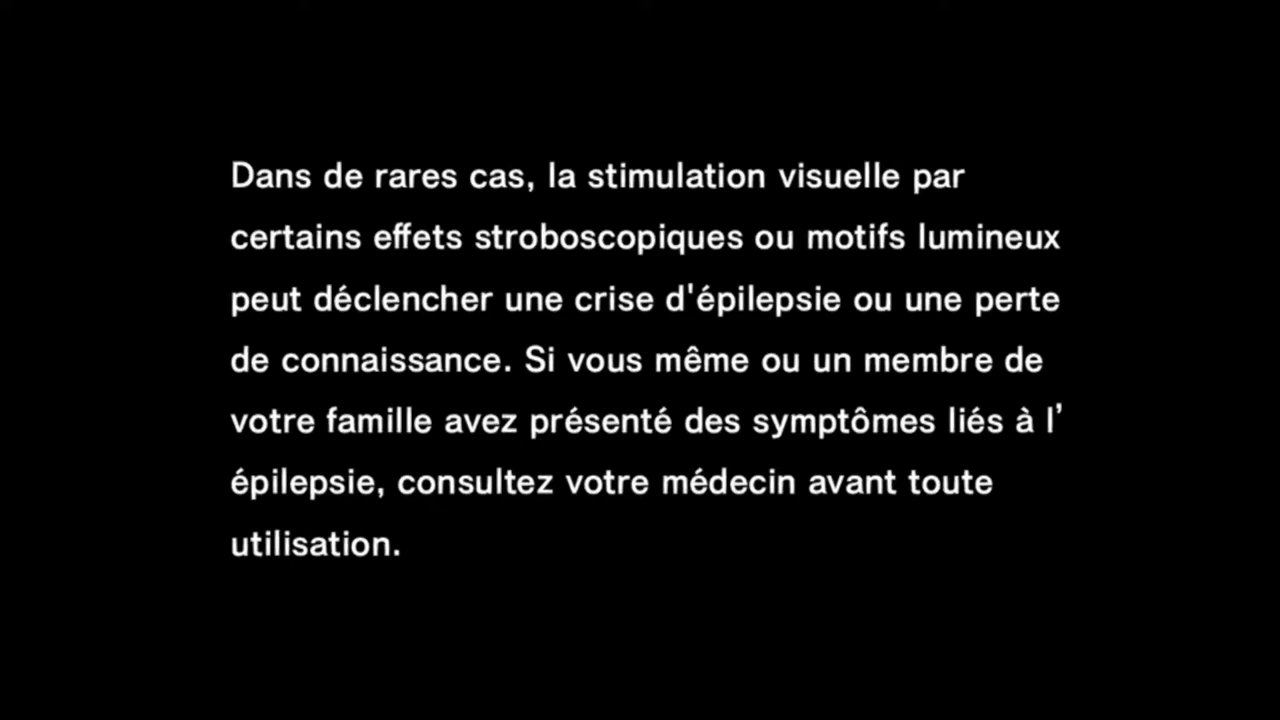 Dans de rares cas, la stimulation visuelle par
certains effets stroboscopiques ou motifs lumineux
peut déclencher une crise d'épilepsie ou une perte
de connaissance. Si vous même ou un membre de
votre famille avez présenté des symptômes liés à l’
épilepsie, consultez votre médecin avant toute
utilisation.